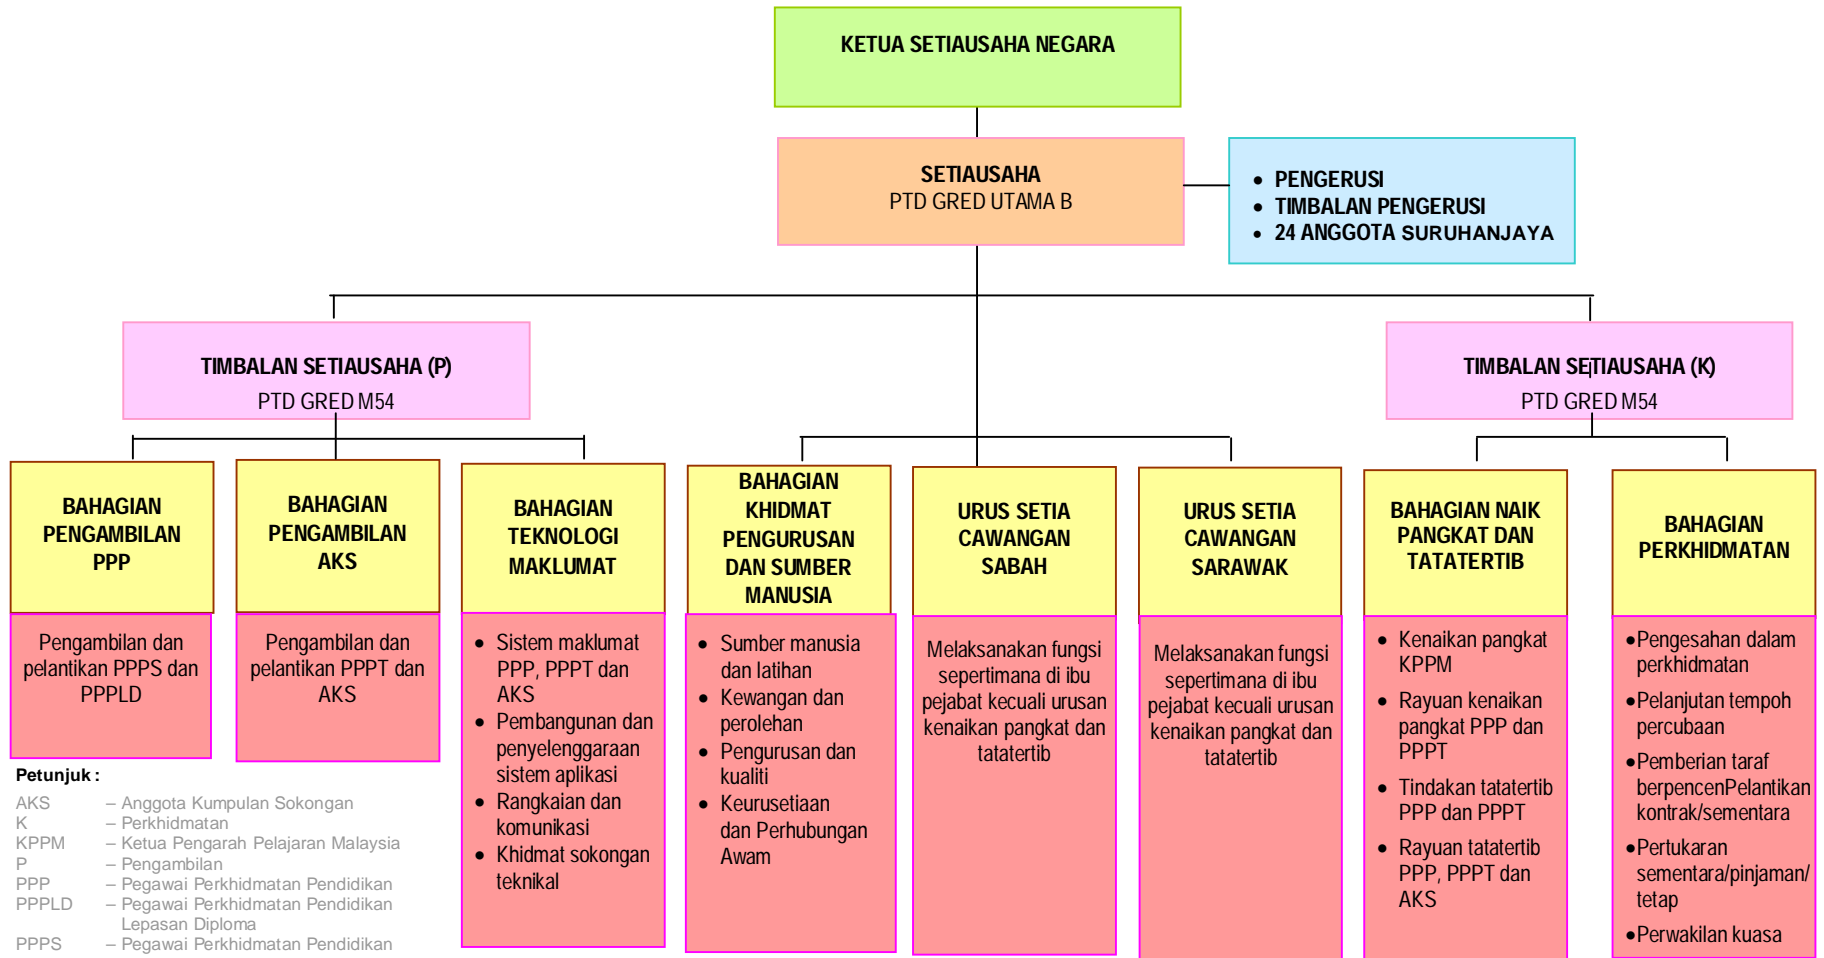 KETUA SETIAUSAHA NEGARA
SETIAUSAHA
PTD GRED UTAMA B
• PENGERUSI
• TIMBALAN PENGERUSI
• 24 ANGGOTA SURUHANJAYA
TIMBALAN SETIAUSAHA (P)
PTD GRED M54
TIMBALAN SETIAUSAHA (K)
PTD GRED M54
BAHAGIAN
PENGAMBILAN
PPP
Pengambilan dan
pelantikan PPPS dan
PPPLD
BAHAGIAN
PENGAMBILAN
AKS
Pengambilan dan
pelantikan PPPT dan
AKS
BAHAGIAN
TEKNOLOGI
MAKLUMAT
• Sistem maklumat
PPP, PPPT dan
AKS
• Pembangunan dan
penyelenggaraan
sistem aplikasi
• Rangkaian dan
komunikasi
• Khidmat sokongan
teknikal
BAHAGIAN
KHIDMAT
PENGURUSAN
DAN SUMBER
MANUSIA
• Sumber manusia
dan latihan
• Kewangan dan
perolehan
• Pengurusan dan
kualiti
• Keurusetiaan
dan Perhubungan
Awam
URUS SETIA
CAWANGAN
SABAH
Melaksanakan fungsi
sepertimana di ibu
pejabat kecuali urusan
kenaikan pangkat dan
tatatertib
URUS SETIA
CAWANGAN
SARAWAK
Melaksanakan fungsi
sepertimana di ibu
pejabat kecuali urusan
kenaikan pangkat dan
tatatertib
BAHAGIAN NAIK
PANGKAT DAN
TATATERTIB
• Kenaikan pangkat
KPPM
• Rayuan kenaikan
pangkat PPP dan
PPPT
• Tindakan tatatertib
PPP dan PPPT
• Rayuan tatatertib
PPP, PPPT dan
AKS
BAHAGIAN
PERKHIDMATAN
•Pengesahan dalam
perkhidmatan
•Pelanjutan tempoh
percubaan
•Pemberian taraf
berpencenPelantikan
kontrak/sementara
•Pertukaran
sementara/pinjaman/
tetap
•Perwakilan kuasa
Petunjuk :
AKS – Anggota Kumpulan Sokongan
K – Perkhidmatan
KPPM – Ketua Pengarah Pelajaran Malaysia
P – Pengambilan
PPP – Pegawai Perkhidmatan Pendidikan
PPPLD – Pegawai Perkhidmatan Pendidikan
Lepasan Diploma
PPPS – Pegawai Perkhidmatan Pendidikan